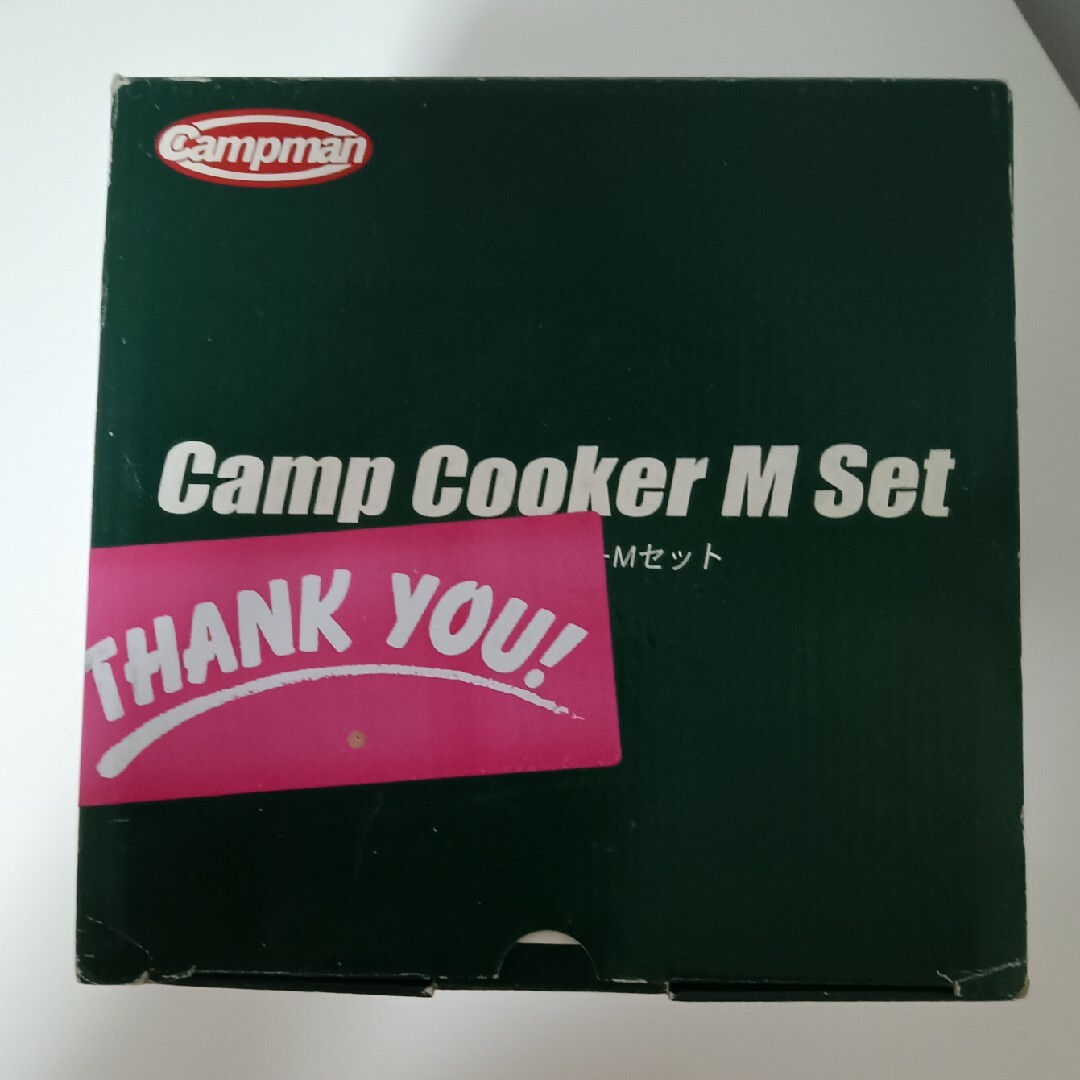 Campman
Camp Cooker M Set
ーMセット
THANK YOU!